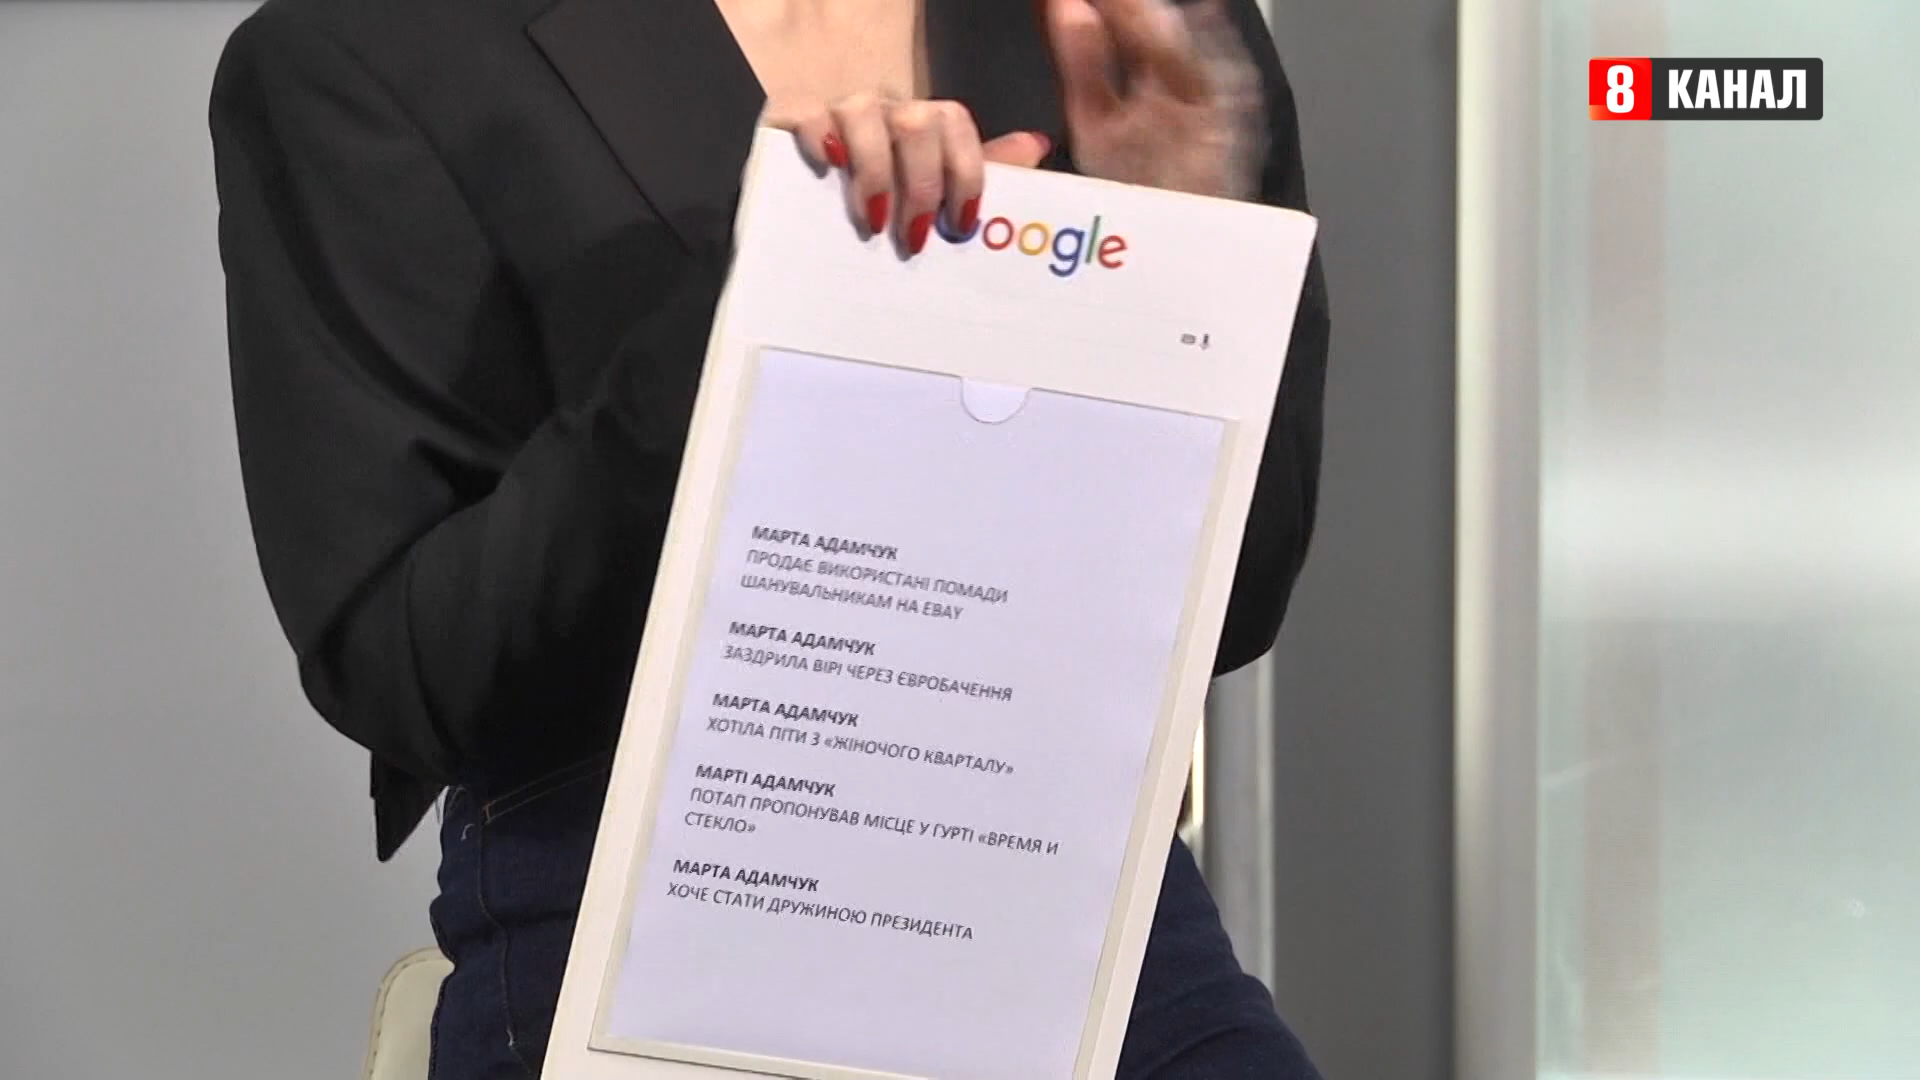 8 КАНАЛ
Google
МАРТА АДАМЧУК
ПРОДАЄ ВИКОРИСТАНІ ПОМАДИ
ШАНУВАЛЬНИКАМ НА EBAY
МАРТА АДАМЧУК
ЗАЗДРИЛА ВІРІ ЧЕРЕЗ ЄВРОБАЧЕННЯ
МАРТА АДАМЧУК
ХОТІЛА ПІТИ З «ЖІНОЧОГО КВАРТАЛУ»
МАРТІ АДАМЧУК
ПОТАП ПРОПОНУВАВ МІСЦЕ У ГУРТІ «ВРЕМЯ И
СТЕКЛО»
МАРТА АДАМЧУК
ХОЧЕ СТАТИ ДРУЖИНОЮ ПРЕЗИДЕНТА